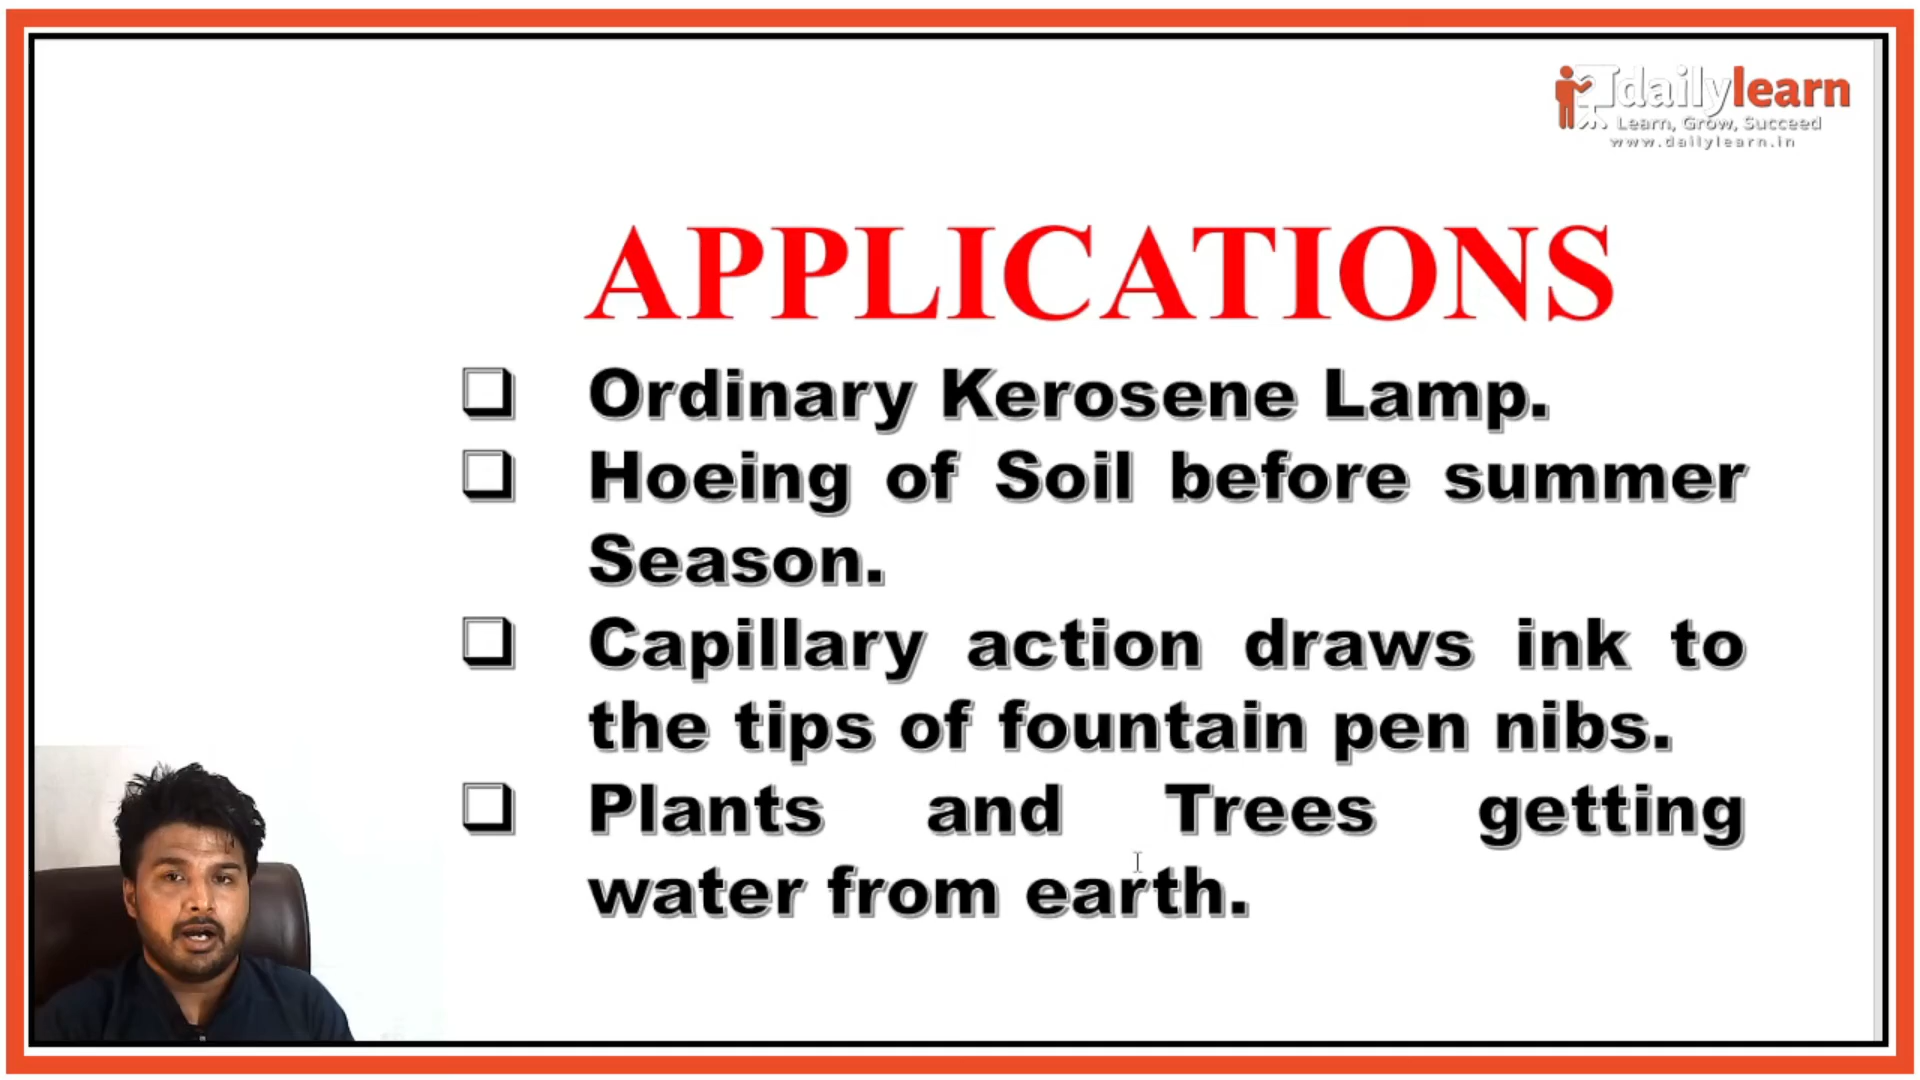 dailylearn
Learn, Grow, Succeed
www.dailylearn.in
APPLICATIONS
Ordinary Kerosene Lamp.
Hoeing of Soil before summer
Season.
Capillary action draws ink to
the tips of fountain pen nibs.
Plants and Trees getting
water from earth.